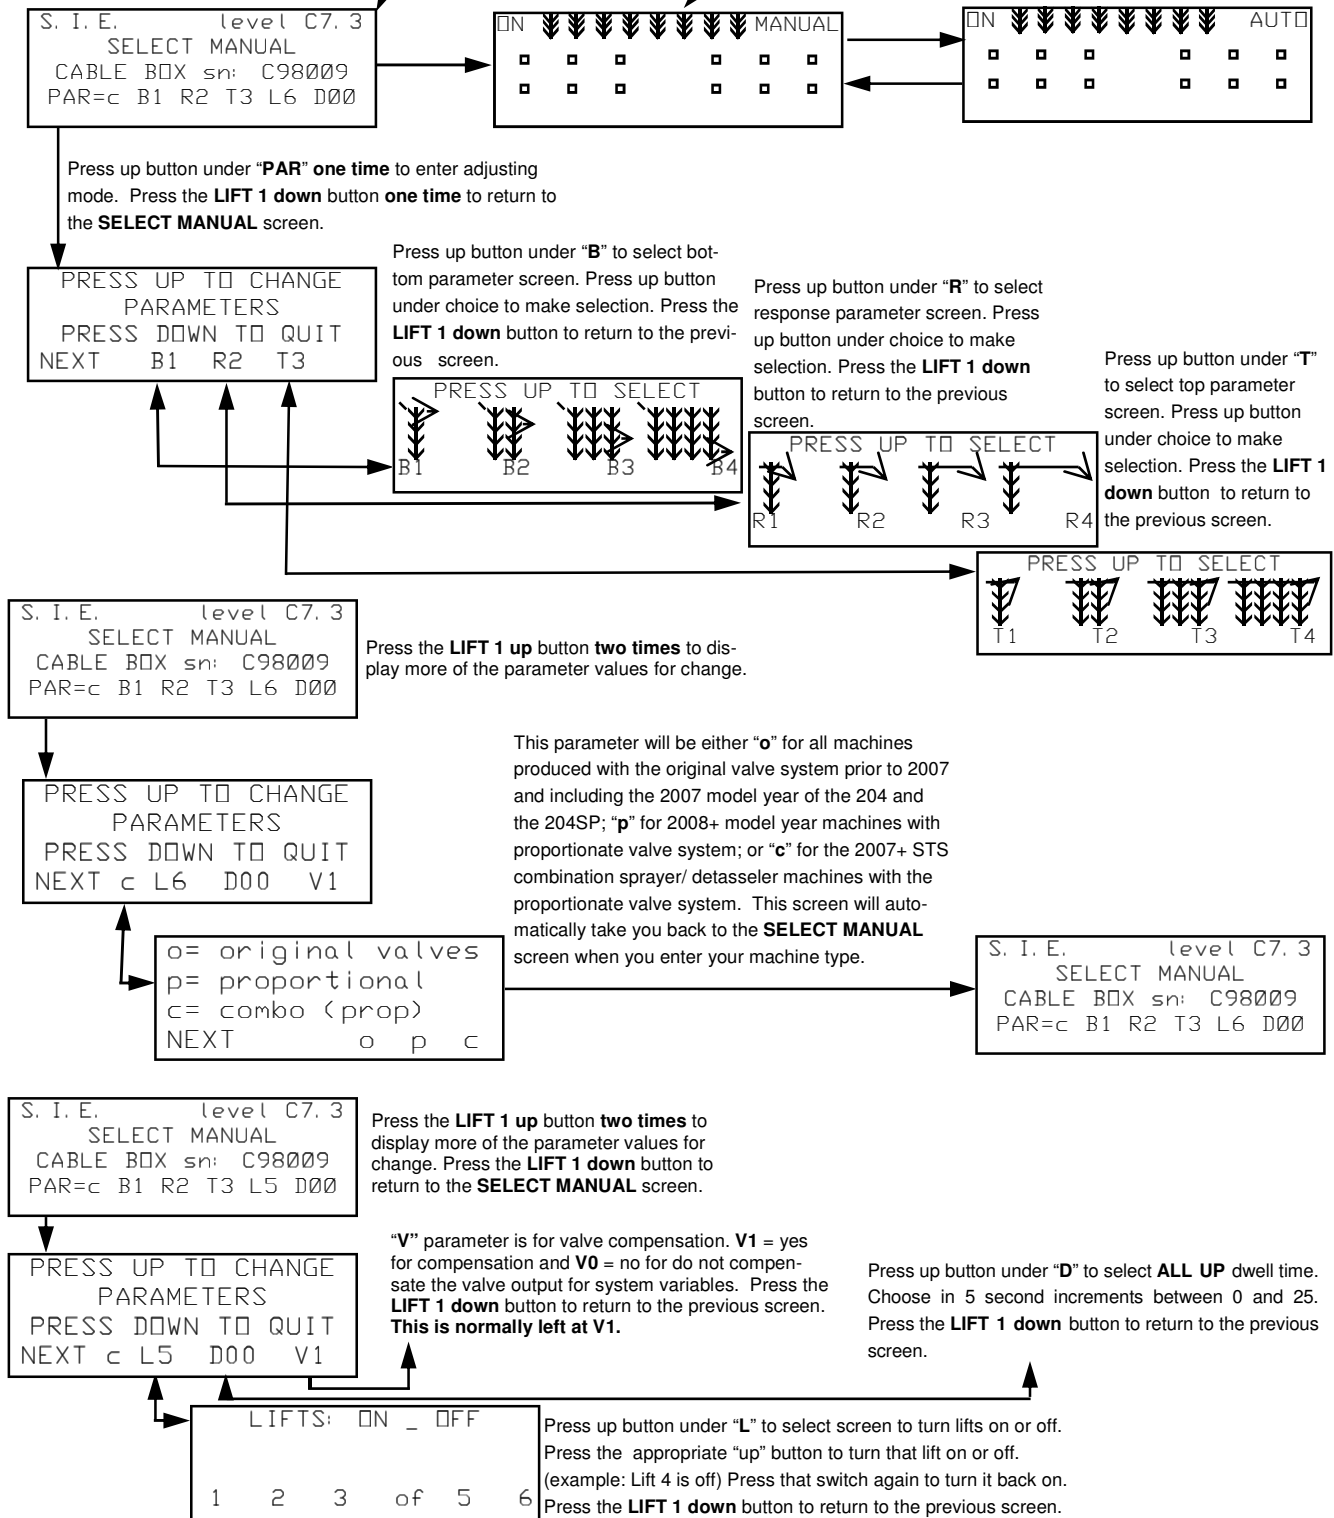 S. I. E. level C7. 3
SELECT MANUAL
CABLE BOX sn: C98009
PAR=c B1 R2 T3 L6 D00
ON MANUAL
ON AUTO
Press up button under “PAR” one time to enter adjusting
mode. Press the LIFT 1 down button one time to return to
the SELECT MANUAL screen.
PRESS UP TO CHANGE
PARAMETERS
PRESS DOWN TO QUIT
NEXT B1 R2 T3
Press up button under “B” to select bot-
tom parameter screen. Press up button
under choice to make selection. Press the
LIFT 1 down button to return to the previ-
ous screen.
PRESS UP TO SELECT
B1 B2 B3 B4
Press up button under “R” to select
response parameter screen. Press
up button under choice to make
selection. Press the LIFT 1 down
button to return to the previous
screen.
PRESS UP TO SELECT
R1 R2 R3 R4
Press up button under “T”
to select top parameter
screen. Press up button
under choice to make
selection. Press the LIFT 1
down button to return to
the previous screen.
PRESS UP TO SELECT
T1 T2 T3 T4
S. I. E. level C7. 3
SELECT MANUAL
CABLE BOX sn: C98009
PAR=c B1 R2 T3 L6 D00
Press the LIFT 1 up button two times to dis-
play more of the parameter values for change.
PRESS UP TO CHANGE
PARAMETERS
PRESS DOWN TO QUIT
NEXT c L6 D00 V1
This parameter will be either “o” for all machines
produced with the original valve system prior to 2007
and including the 2007 model year of the 204 and
the 204SP; “p” for 2008+ model year machines with
proportionate valve system; or “c” for the 2007+ STS
combination sprayer/ detasseler machines with the
proportionate valve system. This screen will auto-
matically take you back to the SELECT MANUAL
screen when you enter your machine type.
o= original valves
p= proportional
c= combo (prop)
NEXT o p c
S. I. E. level C7. 3
SELECT MANUAL
CABLE BOX sn: C98009
PAR=c B1 R2 T3 L6 D00
S. I. E. level C7. 3
SELECT MANUAL
CABLE BOX sn: C98009
PAR=c B1 R2 T3 L5 D00
Press the LIFT 1 up button two times to
display more of the parameter values for
change. Press the LIFT 1 down button to
return to the SELECT MANUAL screen.
PRESS UP TO CHANGE
PARAMETERS
PRESS DOWN TO QUIT
NEXT c L5 D00 V1
“V” parameter is for valve compensation. V1 = yes
for compensation and V0 = no for do not compen-
sate the valve output for system variables. Press the
LIFT 1 down button to return to the previous screen.
This is normally left at V1.
Press up button under “D” to select ALL UP dwell time.
Choose in 5 second increments between 0 and 25.
Press the LIFT 1 down button to return to the previous
screen.
LIFTS: ON _ OFF
1 2 3 of 5 6
Press up button under “L” to select screen to turn lifts on or off.
Press the appropriate “up” button to turn that lift on or off.
(example: Lift 4 is off) Press that switch again to turn it back on.
Press the LIFT 1 down button to return to the previous screen.